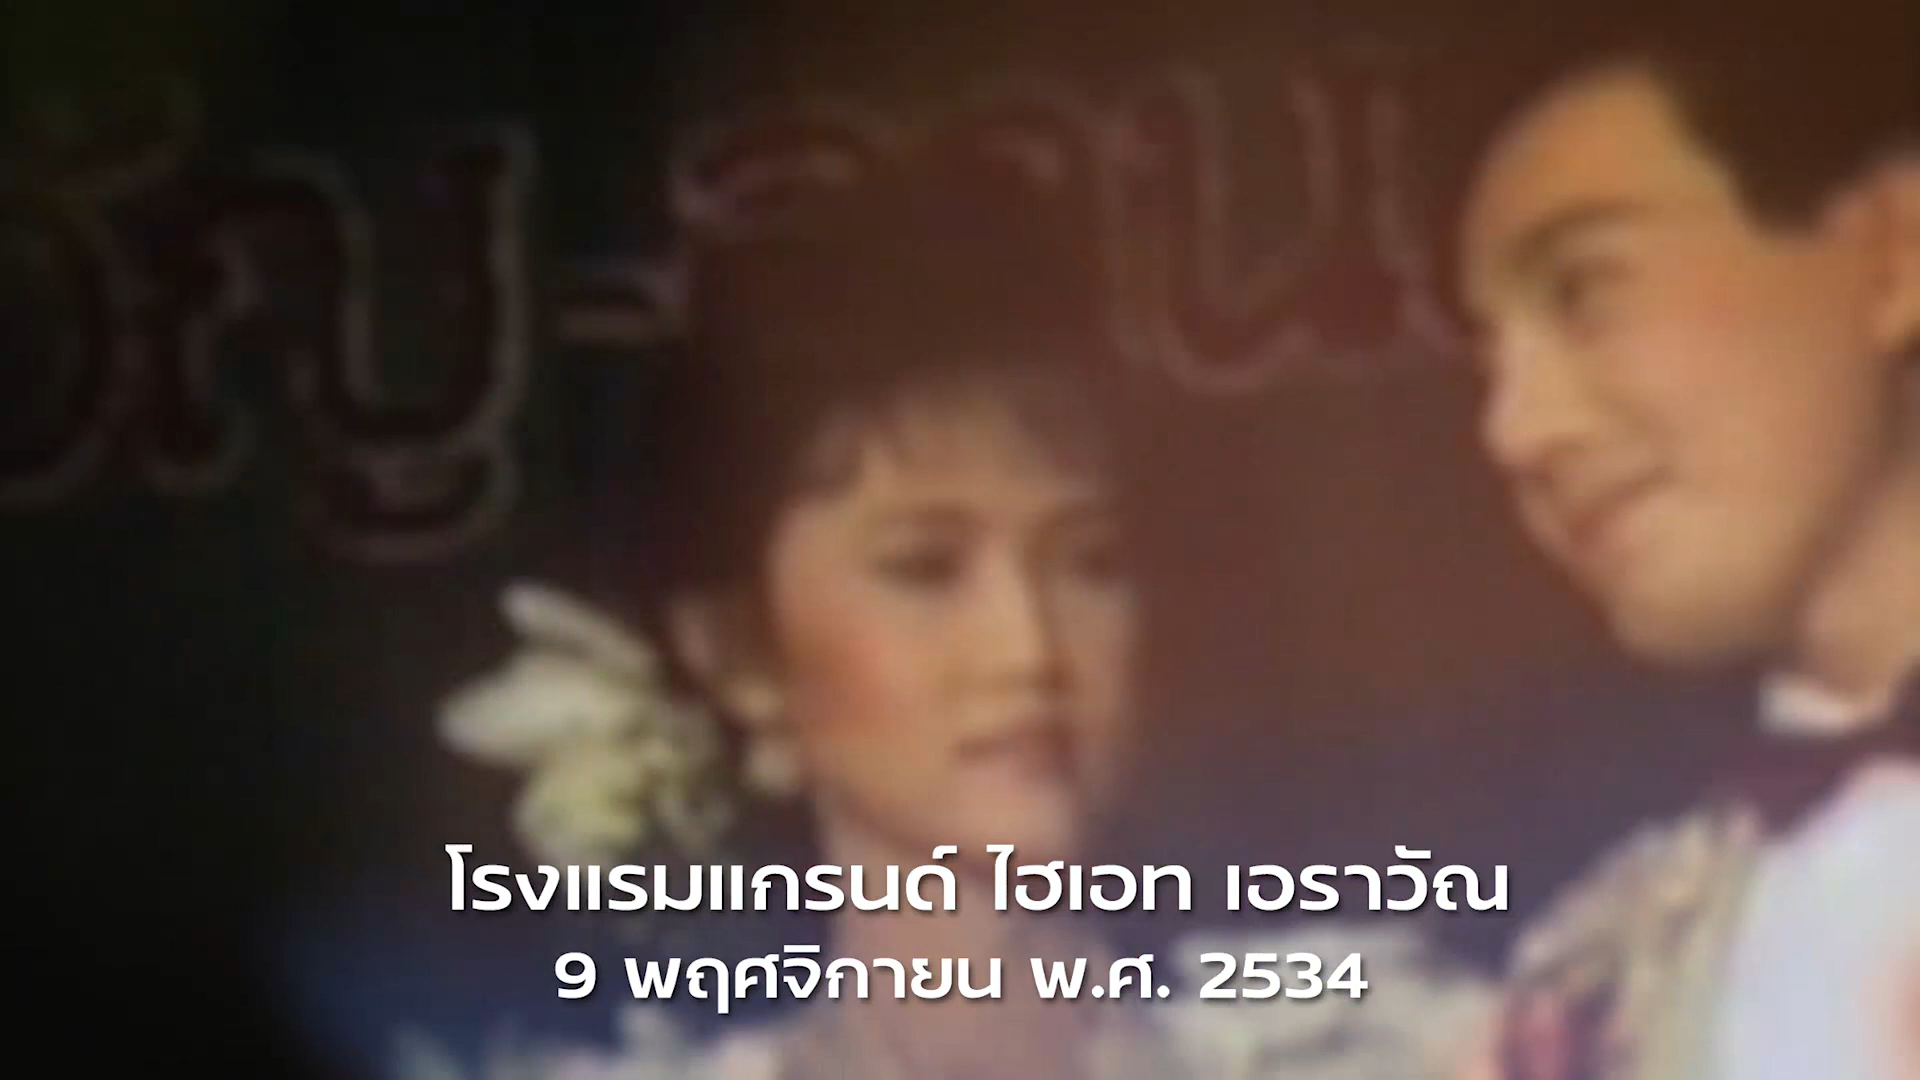 โรงแรมแกรนด์ ไฮเอท เอราวัณ
9 พฤศจิกายน พ.ศ. 2534